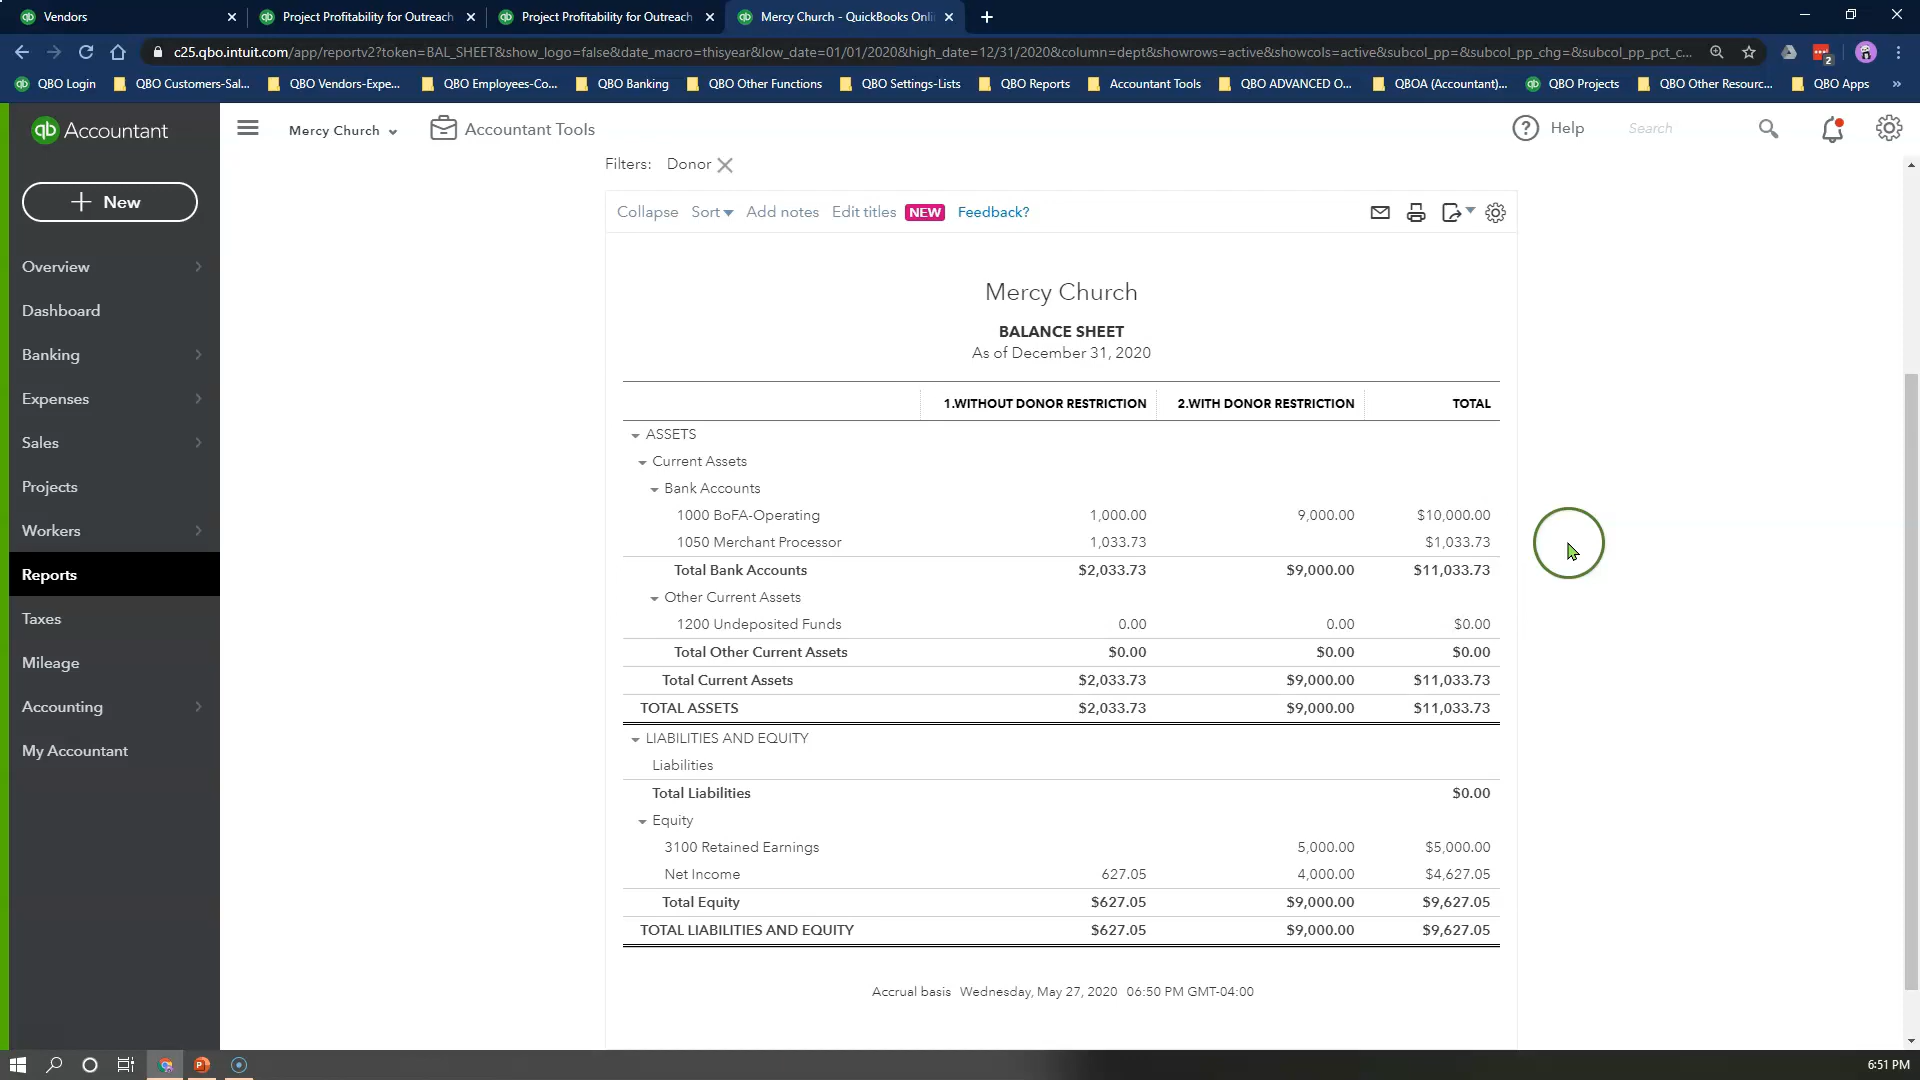 Vendors
Project Profitability for Outreach
Project Profitability for Outreach
Mercy Church - QuickBooks Onli
c25.qbo.intuit.com/app/reportv2?token=BAL_SHEET&show_logo=false&date_macro=thisyear&low_date=01/01/2020&high_date=12/31/2020&column=dept&showrows=active&showcols=active&subcol_pp=&subcol_pp_chg=&subcol_pp_pct_c...
2
QBO Login
QBO Customers-Sal...
QBO Vendors-Expe...
QBO Employees-Co...
QBO Banking
QBO Other Functions
QBO Settings-Lists
QBO Reports
Accountant Tools
QBO ADVANCED O...
QBOA (Accountant)...
QBO Projects
QBO Other Resourc...
QBO Apps
»
qb Accountant
Mercy Church
Accountant Tools
? Help
Search
+ New
Overview
Dashboard
Banking
Expenses
Sales
Projects
Workers
Reports
Taxes
Mileage
Accounting
My Accountant
Filters: Donor
Collapse Sort Add notes Edit titles NEW Feedback?
Mercy Church
BALANCE SHEET
As of December 31, 2020
1.WITHOUT DONOR RESTRICTION 2.WITH DONOR RESTRICTION TOTAL
ASSETS
Current Assets
Bank Accounts
1000 BoFA-Operating 1,000.00 9,000.00 $10,000.00
1050 Merchant Processor 1,033.73 $1,033.73
Total Bank Accounts $2,033.73 $9,000.00 $11,033.73
Other Current Assets
1200 Undeposited Funds 0.00 0.00 $0.00
Total Other Current Assets $0.00 $0.00 $0.00
Total Current Assets $2,033.73 $9,000.00 $11,033.73
TOTAL ASSETS $2,033.73 $9,000.00 $11,033.73
LIABILITIES AND EQUITY
Liabilities
Total Liabilities $0.00
Equity
3100 Retained Earnings 5,000.00 $5,000.00
Net Income 627.05 4,000.00 $4,627.05
Total Equity $627.05 $9,000.00 $9,627.05
TOTAL LIABILITIES AND EQUITY $627.05 $9,000.00 $9,627.05
Accrual basis Wednesday, May 27, 2020 06:50 PM GMT-04:00
6:51 PM